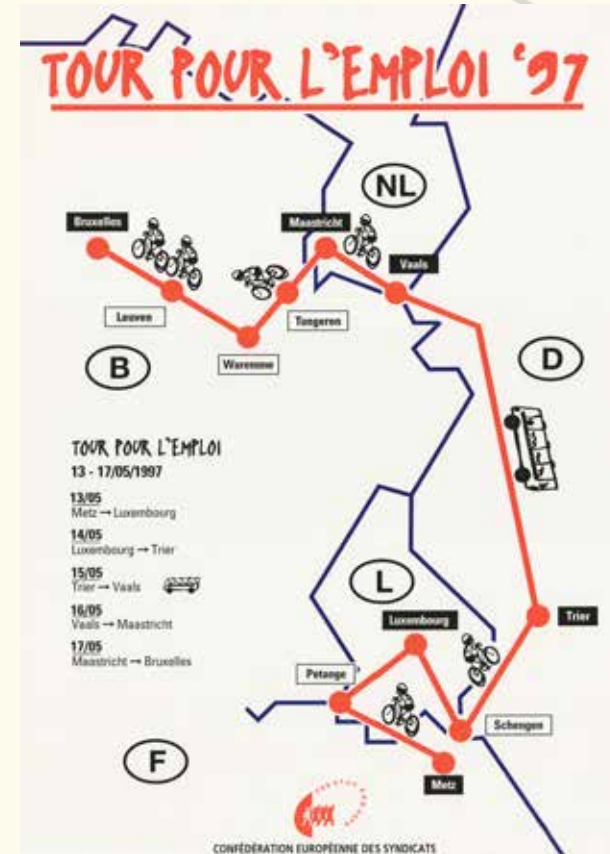 TOUR POUR L'EMPLOI '97
NL
Bruxelles
Maastricht
Vaals
Leuven
Tongeren
Waremme
B
D
TOUR POUR L'EMPLOI
13 - 17/05/1997
13/05
Metz → Luxembourg
14/05
Luxembourg → Trier
15/05
Trier → Vaals
16/05
Vaals → Maastricht
17/05
Maastricht → Bruxelles
L
Luxembourg
Trier
Petange
Schengen
Metz
F
CONFÉDÉRATION EUROPÉENNE DES SYNDICATS